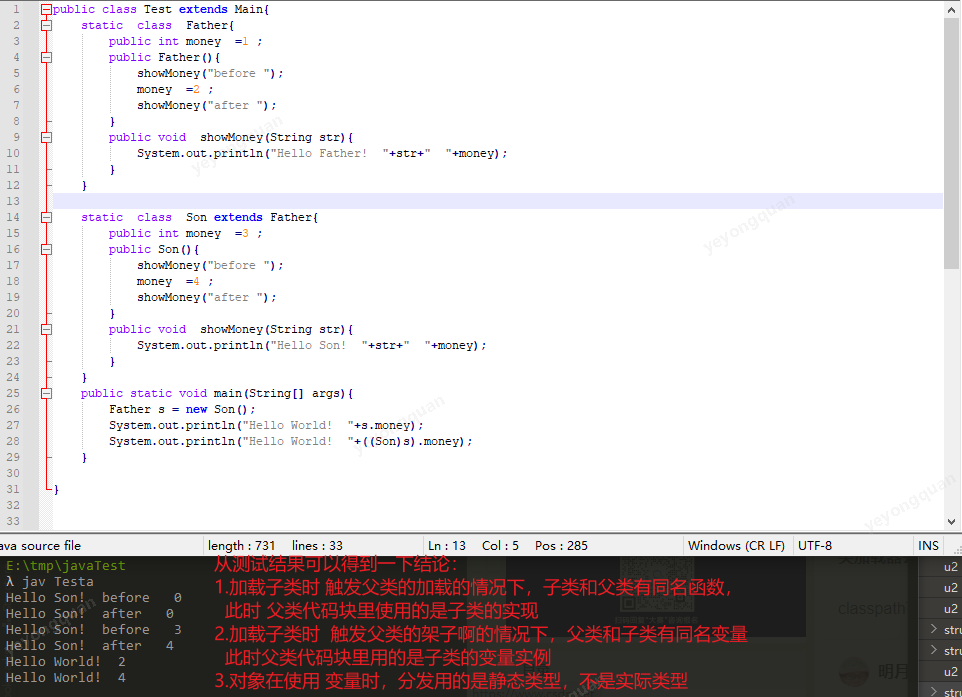 1 public class Test extends Main{
2 static class Father{
3 public int money =1 ;
4 public Father(){
5 showMoney("before ");
6 money =2 ;
7 showMoney("after ");
8 }
9 public void showMoney(String str){
10 System.out.println("Hello Father! "+str+" "+money);
11 }
12 }
13
14 static class Son extends Father{
15 public int money =3 ;
16 public Son(){
17 showMoney("before ");
18 money =4 ;
19 showMoney("after ");
20 }
21 public void showMoney(String str){
22 System.out.println("Hello Son! "+str+" "+money);
23 }
24 }
25 public static void main(String[] args){
26 Father s = new Son();
27 System.out.println("Hello World! "+s.money);
28 System.out.println("Hello World! "+((Son)s).money);
29 }
30
31 }
32
33
yeyongquan
yeyongquan
ava source file length : 731 lines : 33 Ln : 13 Col : 5 Pos : 285 Windows (CR LF) UTF-8 INS
E:\tmp\javaTest
λ jav Testa
Hello Son! before 0
Hello Son! after 0
Hello Son! before 3
Hello Son! after 4
Hello World! 2
Hello World! 4
从测试结果可以得到一下结论：
1.加载子类时 触发父类的加载的情况下，子类和父类有同名函数，
此时 父类代码块里使用的是子类的实现
2.加载子类时 触发父类的架子啊的情况下，父类和子类有同名变量
此时父类代码块里用的是子类的变量实例
3.对象在使用 变量时，分发用的是静态类型，不是实际类型
classpath
明月
u2
u2
u2
stru
stru
u2
stru